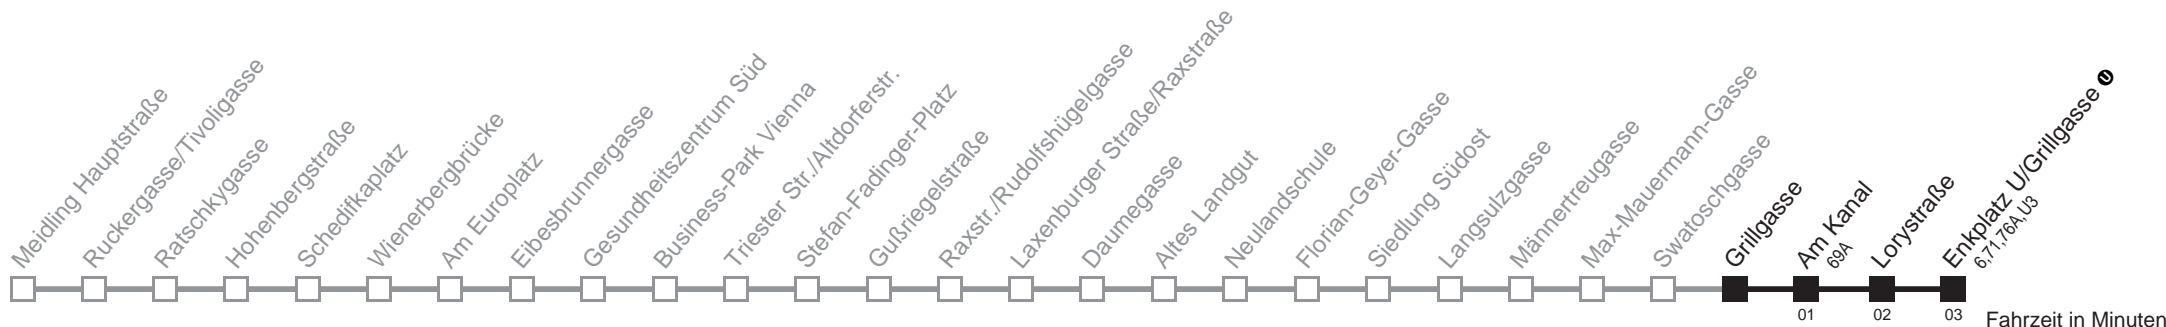 Meidling Hauptstraße
Ruckergasse/Tivoligasse
Ratschkygasse
Hohenbergstraße
Schedifkaplatz
Wienerbergbrücke
Am Europlatz
Eibesbrunnergasse
Gesundheitszentrum Süd
Business-Park Vienna
Triester Str./Altdorferstr.
Stefan-Fadinger-Platz
Gußriegelstraße
Raxstr./Rudolfshügelgasse
Laxenburger Straße/Raxstraße
Daumegasse
Altes Landgut
Neulandschule
Florian-Geyer-Gasse
Siedlung Südost
Langsulzgasse
Männertreugasse
Max-Mauermann-Gasse
Swatoschgasse
Grillgasse
Am Kanal
69A
Lorystraße
Enkplatz U/Grillgasse U
6,71,76A,U3
01 02 03
Fahrzeit in Minuten